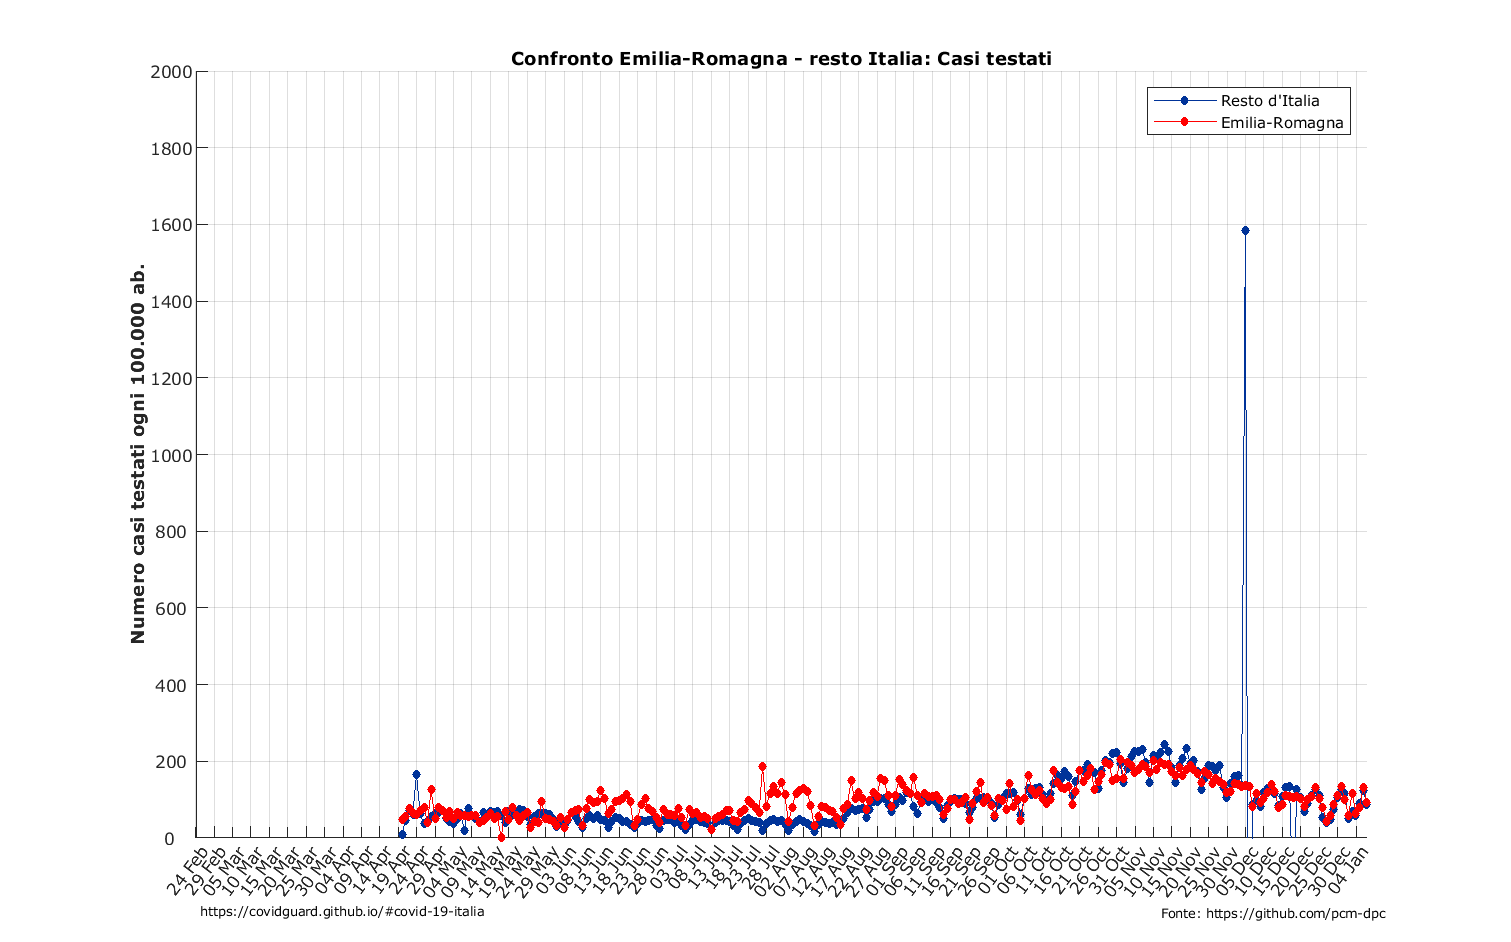 Confronto Emilia-Romagna - resto Italia: Casi testati
Resto d'Italia
Emilia-Romagna
Numero casi testati ogni 100.000 ab.
2000
1800
1600
1400
1200
1000
800
600
400
200
0
24 Feb
29 Feb
05 Mar
10 Mar
15 Mar
20 Mar
25 Mar
30 Mar
04 Apr
09 Apr
14 Apr
19 Apr
24 Apr
29 Apr
04 May
09 May
14 May
19 May
24 May
29 May
03 Jun
08 Jun
13 Jun
18 Jun
23 Jun
28 Jun
03 Jul
08 Jul
13 Jul
18 Jul
23 Jul
28 Jul
02 Aug
07 Aug
12 Aug
17 Aug
22 Aug
27 Aug
01 Sep
06 Sep
11 Sep
16 Sep
21 Sep
26 Sep
01 Oct
06 Oct
11 Oct
16 Oct
21 Oct
26 Oct
31 Oct
05 Nov
10 Nov
15 Nov
20 Nov
25 Nov
30 Nov
05 Dec
10 Dec
15 Dec
20 Dec
25 Dec
30 Dec
04 Jan
https://covidguard.github.io/#covid-19-italia
Fonte: https://github.com/pcm-dpc